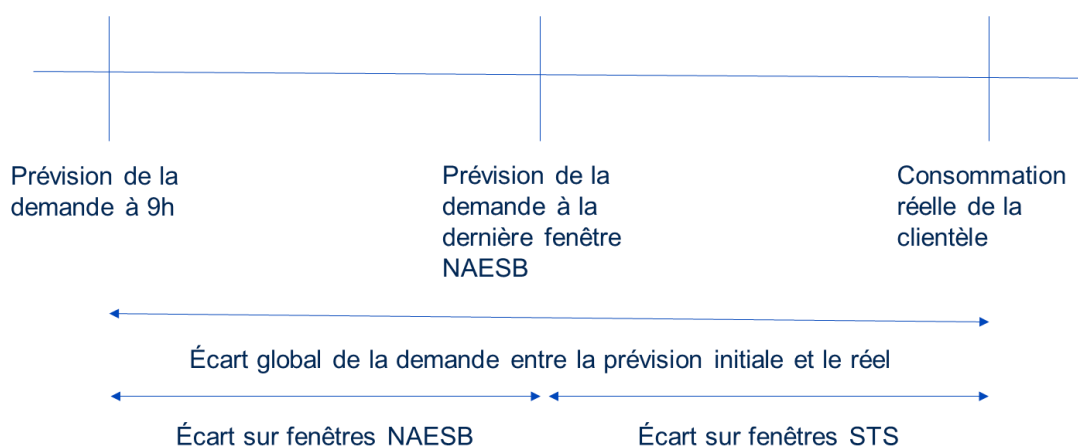 Prévision de la
demande à 9h
Prévision de la
demande à la
dernière fenêtre
NAESB
Consommation
réelle de la
clientèle
Écart global de la demande entre la prévision initiale et le réel
Écart sur fenêtres NAESB
Écart sur fenêtres STS